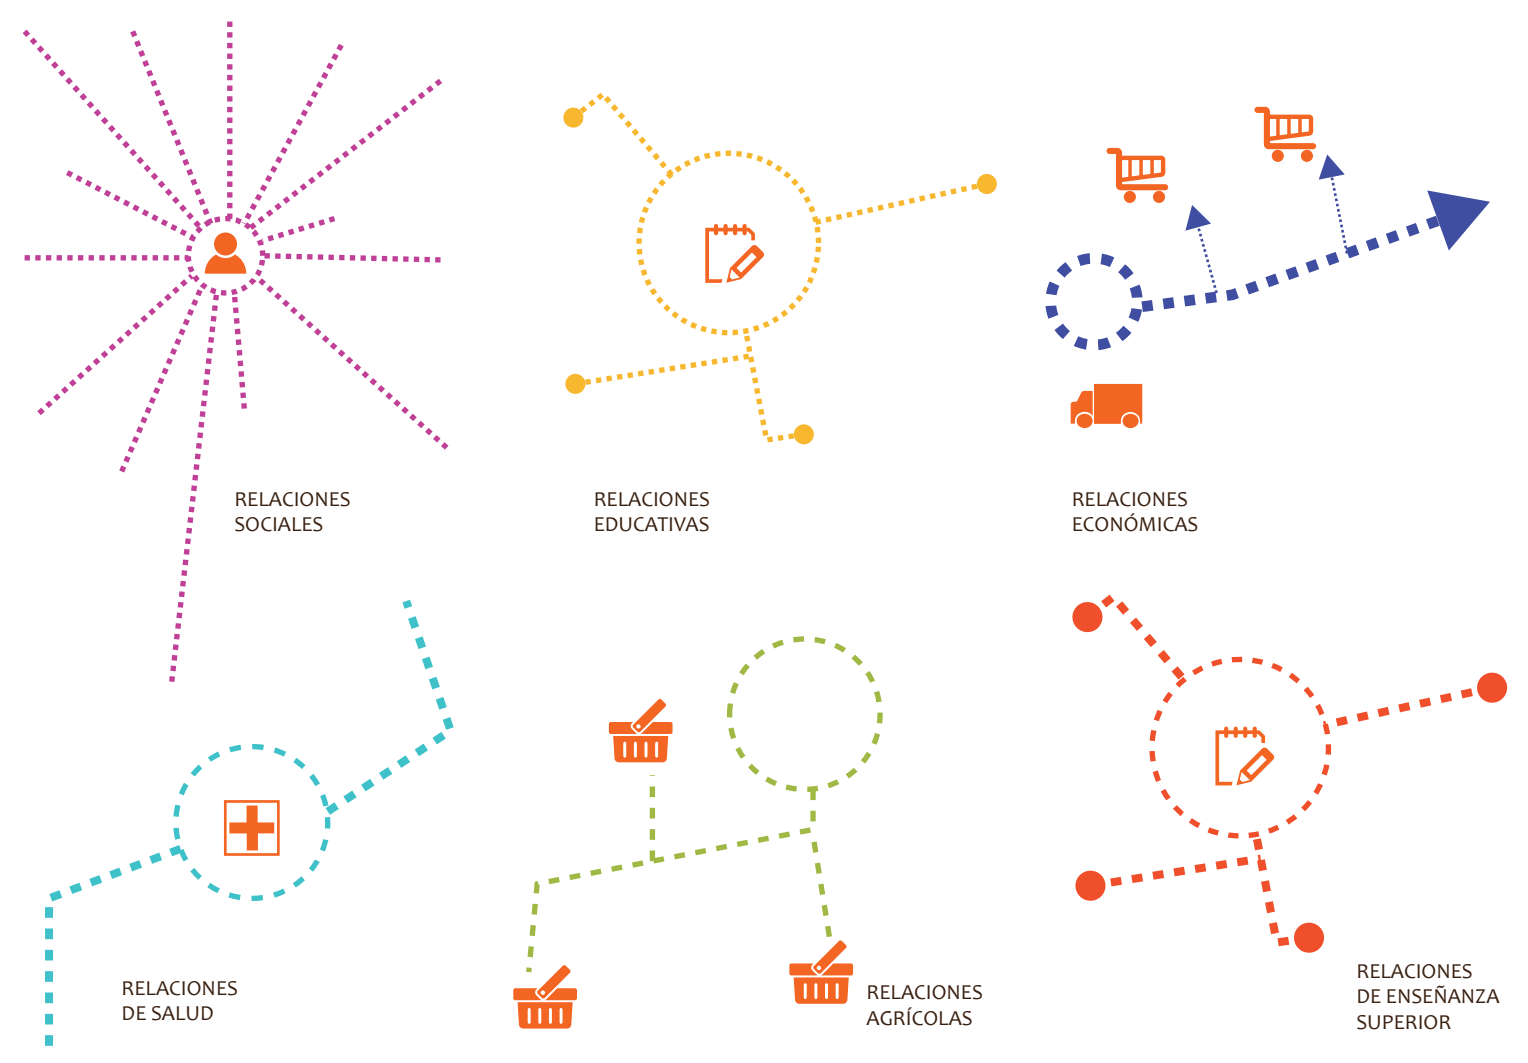 RELACIONES
SOCIALES
RELACIONES
EDUCATIVAS
RELACIONES
ECONÓMICAS
RELACIONES
DE SALUD
RELACIONES
AGRÍCOLAS
RELACIONES
DE ENSEÑANZA
SUPERIOR